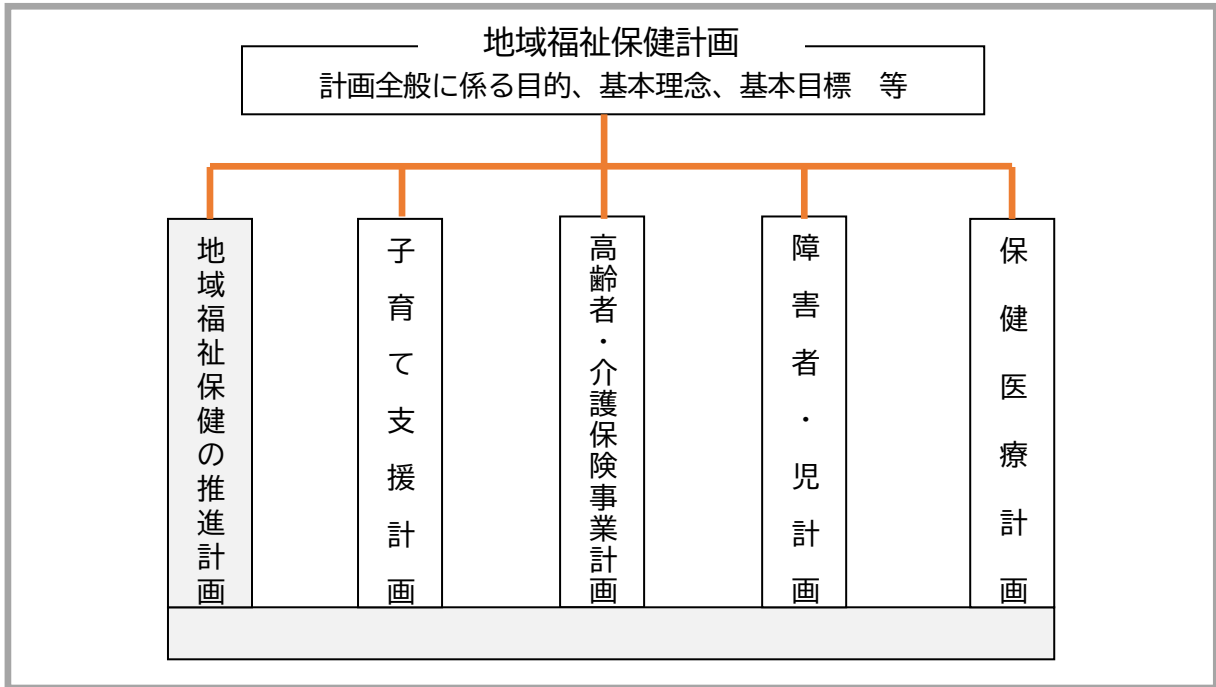 地域福祉保健計画
計画全般に係る目的、基本理念、基本目標　等
地域福祉保健の推進計画
子育て支援計画
高齢者・介護保険事業計画
障害者・児計画
保健医療計画